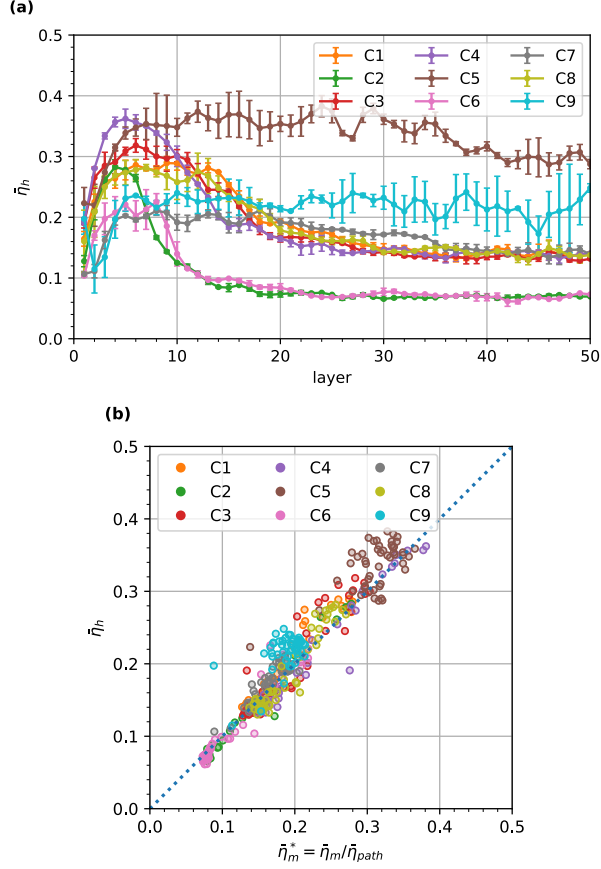 (a)
0.5
0.4
0.3
0.2
0.1
0.0
η̄h
C1 C4 C7
C2 C5 C8
C3 C6 C9
0 10 20 30 40 50
layer
(b)
0.5
0.4
0.3
0.2
0.1
0.0
η̄h
C1 C4 C7
C2 C5 C8
C3 C6 C9
0.0 0.1 0.2 0.3 0.4 0.5
η̄*m = η̄m/η̄path